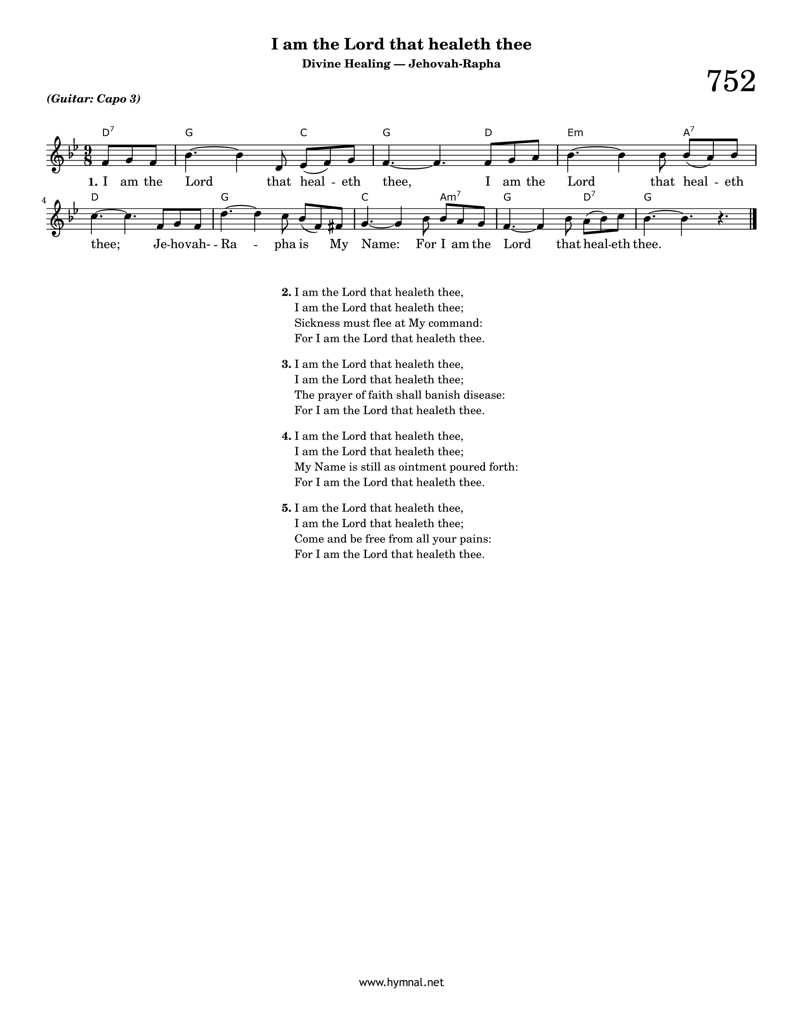 I am the Lord that healeth thee
Divine Healing — Jehovah-Rapha
752
(Guitar: Capo 3)
D7 G C G D Em A7
9
8
1. I am the Lord that heal - eth thee, I am the Lord that heal - eth
4 D G C Am7 G D7 G
thee; Je-hovah- - Ra - pha is My Name: For I am the Lord that heal-eth thee.
2. I am the Lord that healeth thee,
I am the Lord that healeth thee;
Sickness must flee at My command:
For I am the Lord that healeth thee.
3. I am the Lord that healeth thee,
I am the Lord that healeth thee;
The prayer of faith shall banish disease:
For I am the Lord that healeth thee.
4. I am the Lord that healeth thee,
I am the Lord that healeth thee;
My Name is still as ointment poured forth:
For I am the Lord that healeth thee.
5. I am the Lord that healeth thee,
I am the Lord that healeth thee;
Come and be free from all your pains:
For I am the Lord that healeth thee.
www.hymnal.net